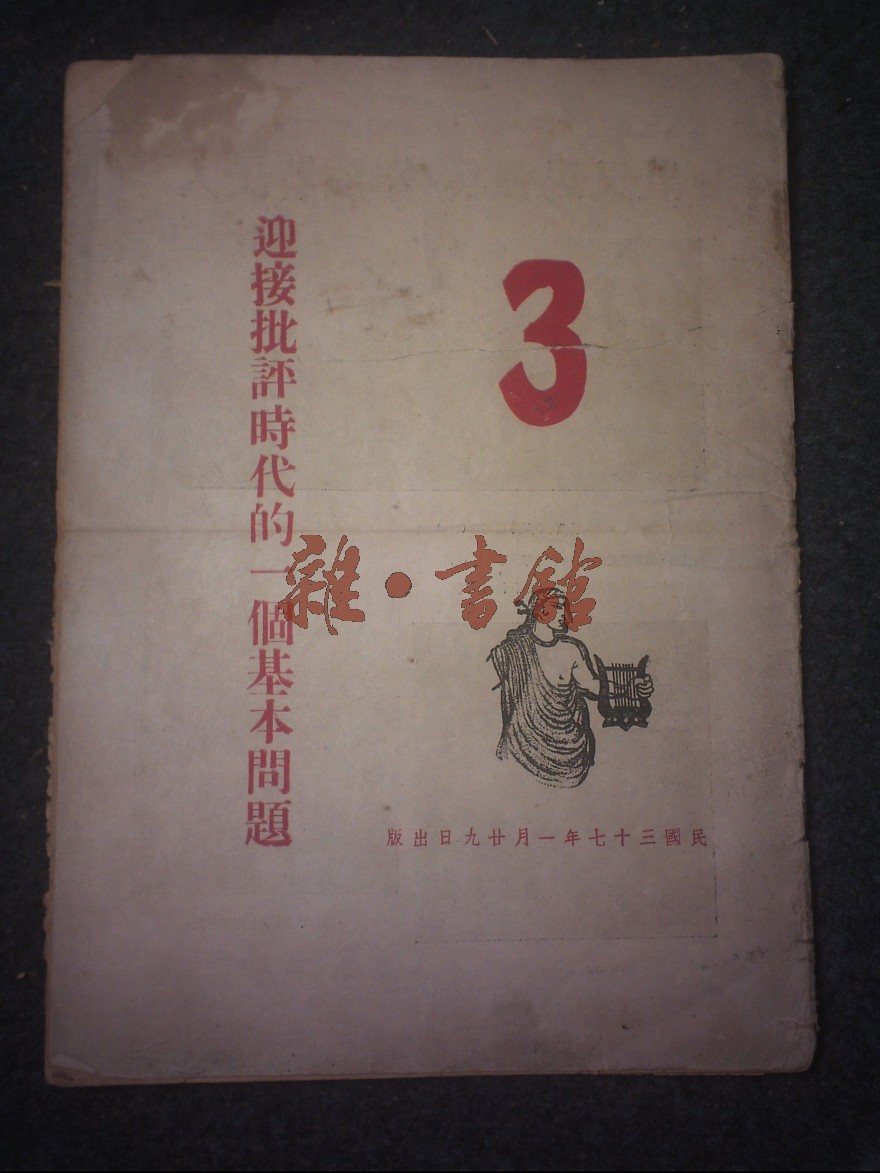 3
迎接批評時代的一個基本問題
雜·書館
民國三十七年一月廿九日出版